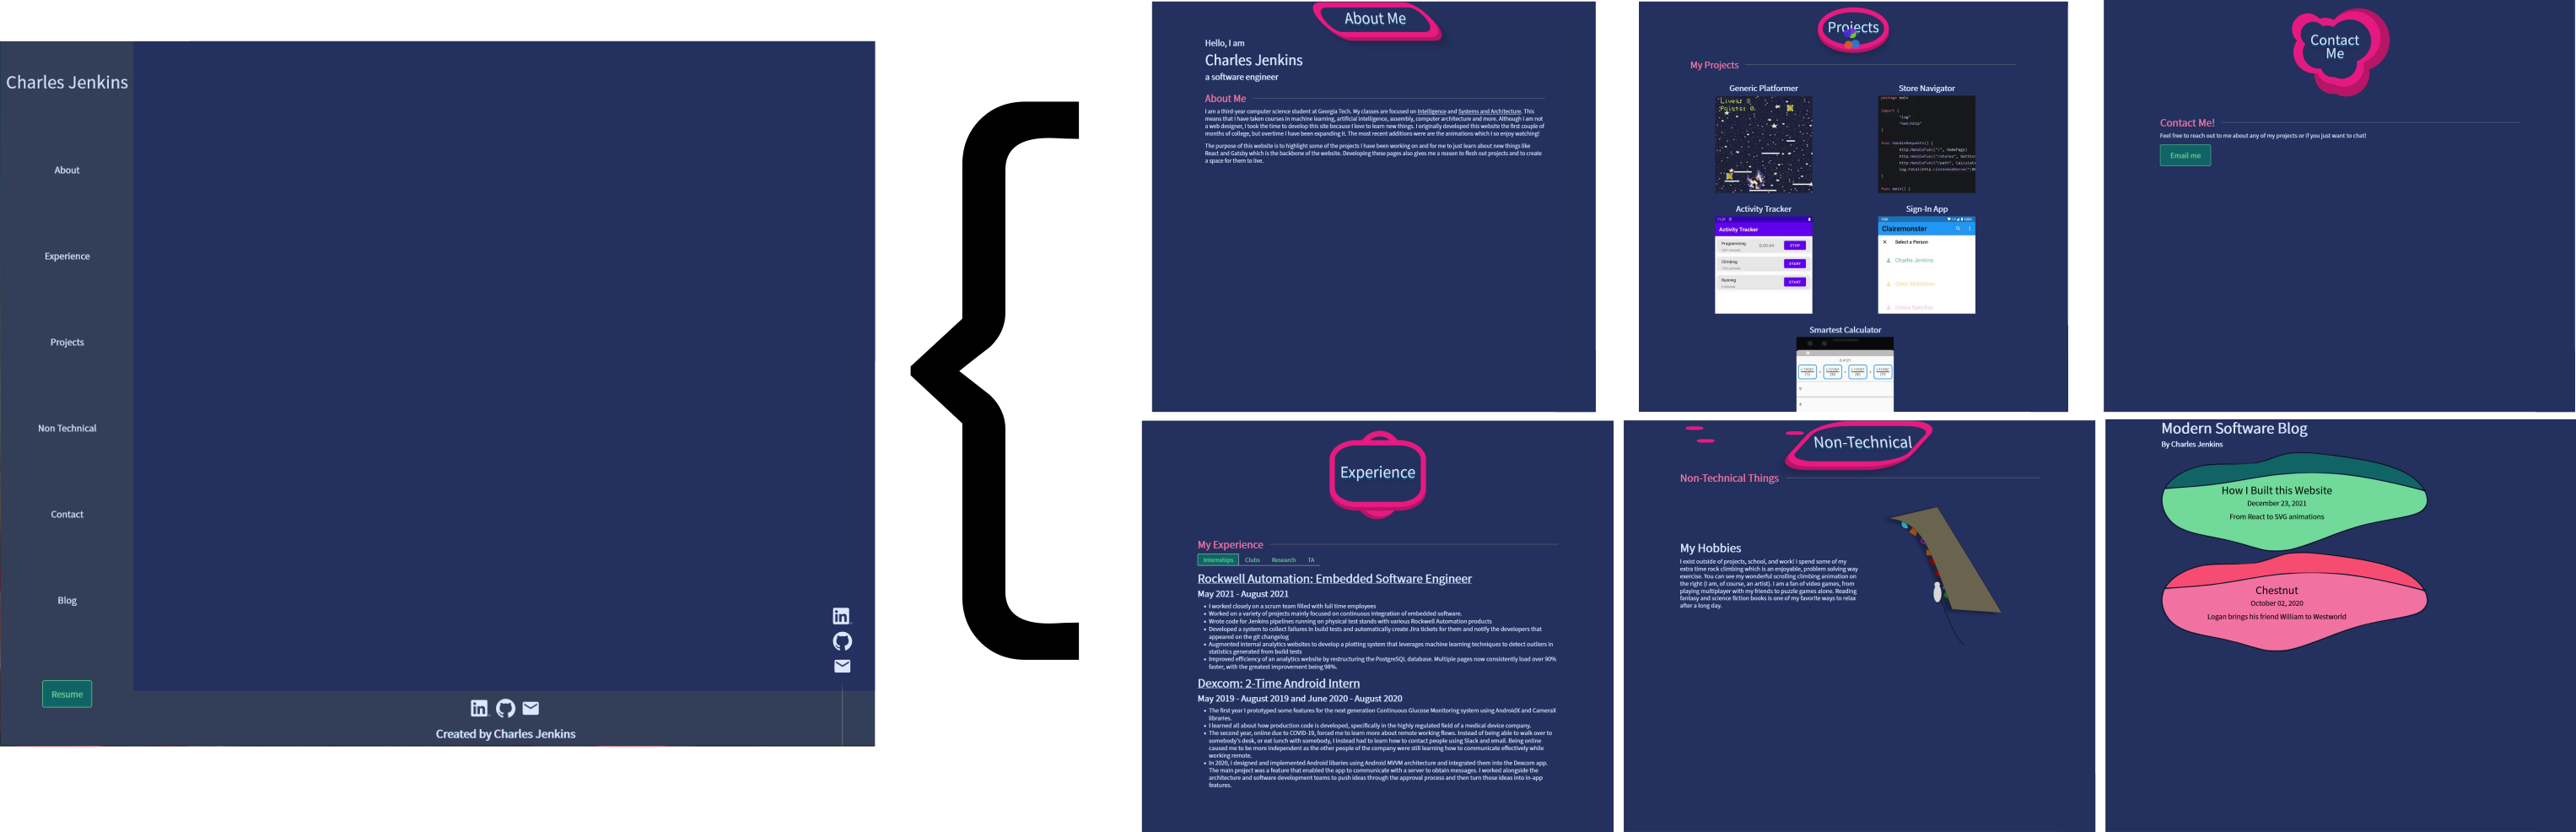 Charles Jenkins
About
Experience
Projects
Non Technical
Contact
Blog
Resume
Created by Charles Jenkins
About Me
Hello, I am
Charles Jenkins
a software engineer
About Me
I am a third-year computer science student at Georgia Tech. My classes are focused on Intelligence and Systems and Architecture. This
means that I have taken courses in machine learning, artificial intelligence, assembly, computer architecture and more. Although I am not
a web designer, I took the time to develop this site because I love to learn new things. I originally developed this website the first couple of
months of college, but overtime I have been expanding it. The most recent additions were the animations which I so enjoy watching!
The purpose of this website is to highlight some of the projects I have been working on and for me to just learn about new things like
React and Gatsby which is the backbone of the website. Developing these pages also gives me a reason to flesh out projects and to create
a space for them to live.
Projects
My Projects
Generic Platformer
Lives: 0
Points: 0
Store Navigator
package main
import (
"log"
"net/http"
)
func main() {
Activity Tracker
Activity Tracker
Programming
STOP
Climbing
START
Running
START
Sign-In App
Clairemonster
Select a Person
Charlie Jenkins
Smartest Calculator
Contact
Me
Contact Me!
Feel free to reach out to me about any of my projects or if you just want to chat!
Email me
Experience
My Experience
Internships Clubs Research TA
Rockwell Automation: Embedded Software Engineer
May 2021 - August 2021
• I worked closely on a scrum team filled with full time employees
• Worked on a variety of projects mainly focused on continuous integration of embedded software.
• Wrote code for Jenkins pipelines running on physical test stands with various Rockwell Automation products
• Developed a system to collect failures in build tests and automatically create Jira tickets for them and notify the developers that
appeared on the git changelog
• Augmented internal analytics websites to develop a plotting system that leverages machine learning techniques to detect outliers in
statistics generated from build tests
• Improved efficiency of an analytics website by restructuring the PostgreSQL database. Multiple pages now consistently load over 90%
faster, with the greatest improvement being 98%.
Dexcom: 2-Time Android Intern
May 2019 - August 2019 and June 2020 - August 2020
• The first year I prototyped some features for the next generation Continuous Glucose Monitoring system using AndroidX and CameraX
libraries.
• I learned all about how production code is developed, specifically in the highly regulated field of a medical device company.
• The second year, online due to COVID-19, forced me to learn more about remote working flows. Instead of being able to walk over to
somebody's desk, or eat lunch with somebody, I instead had to learn how to contact people using Slack and email. Being online
caused me to be more independent as the other people of the company were still learning how to communicate effectively while
working remote.
• In 2020, I designed and implemented Android libaries using Android MVVM architecture and integrated them into the Dexcom app.
The main project was a feature that enabled the app to communicate with a server to obtain messages. I worked alongside the
architecture and software development teams to push ideas through the approval process and then turn those ideas into in-app
features.
Non-Technical
Non-Technical Things
My Hobbies
I exist outside of projects, school, and work! I spend some of my
extra time rock climbing which is an enjoyable, problem solving way
exercise. You can see my wonderful scrolling climbing animation on
the right (I am, of course, an artist). I am a fan of video games, from
playing multiplayer with my friends to puzzle games alone. Reading
fantasy and science fiction books is one of my favorite ways to relax
after a long day.
Modern Software Blog
By Charles Jenkins
How I Built this Website
December 23, 2021
From React to SVG animations
Chestnut
October 02, 2020
Logan brings his friend William to Westworld